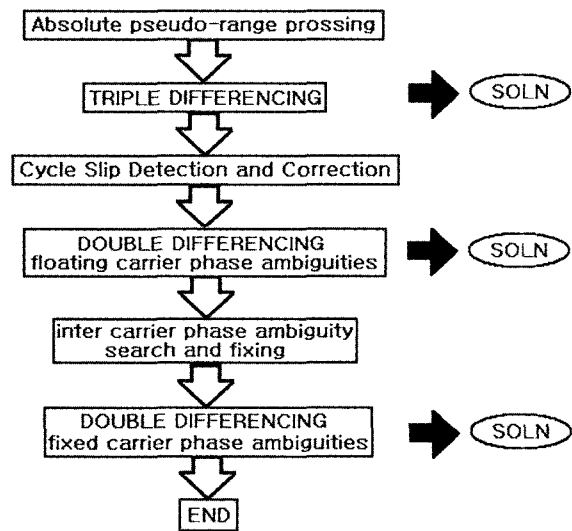 Absolute pseudo-range prossing
TRIPLE DIFFERENCING
SOLN
Cycle Slip Detection and Correction
DOUBLE DIFFERENCING
floating carrier phase ambiguities
SOLN
inter carrier phase ambiguity
search and fixing
DOUBLE DIFFERENCING
fixed carrier phase ambiguities
SOLN
END